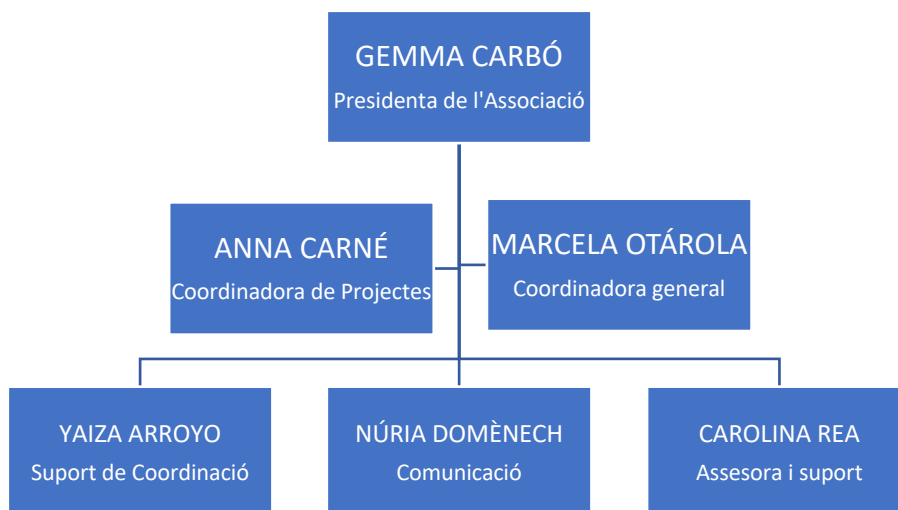 GEMMA CARBÓ
Presidenta de l'Associació
ANNA CARNÉ
Coordinadora de Projectes
MARCELA OTÁROLA
Coordinadora general
YAIZA ARROYO
Suport de Coordinació
NÚRIA DOMÈNECH
Comunicació
CAROLINA REA
Assesora i suport